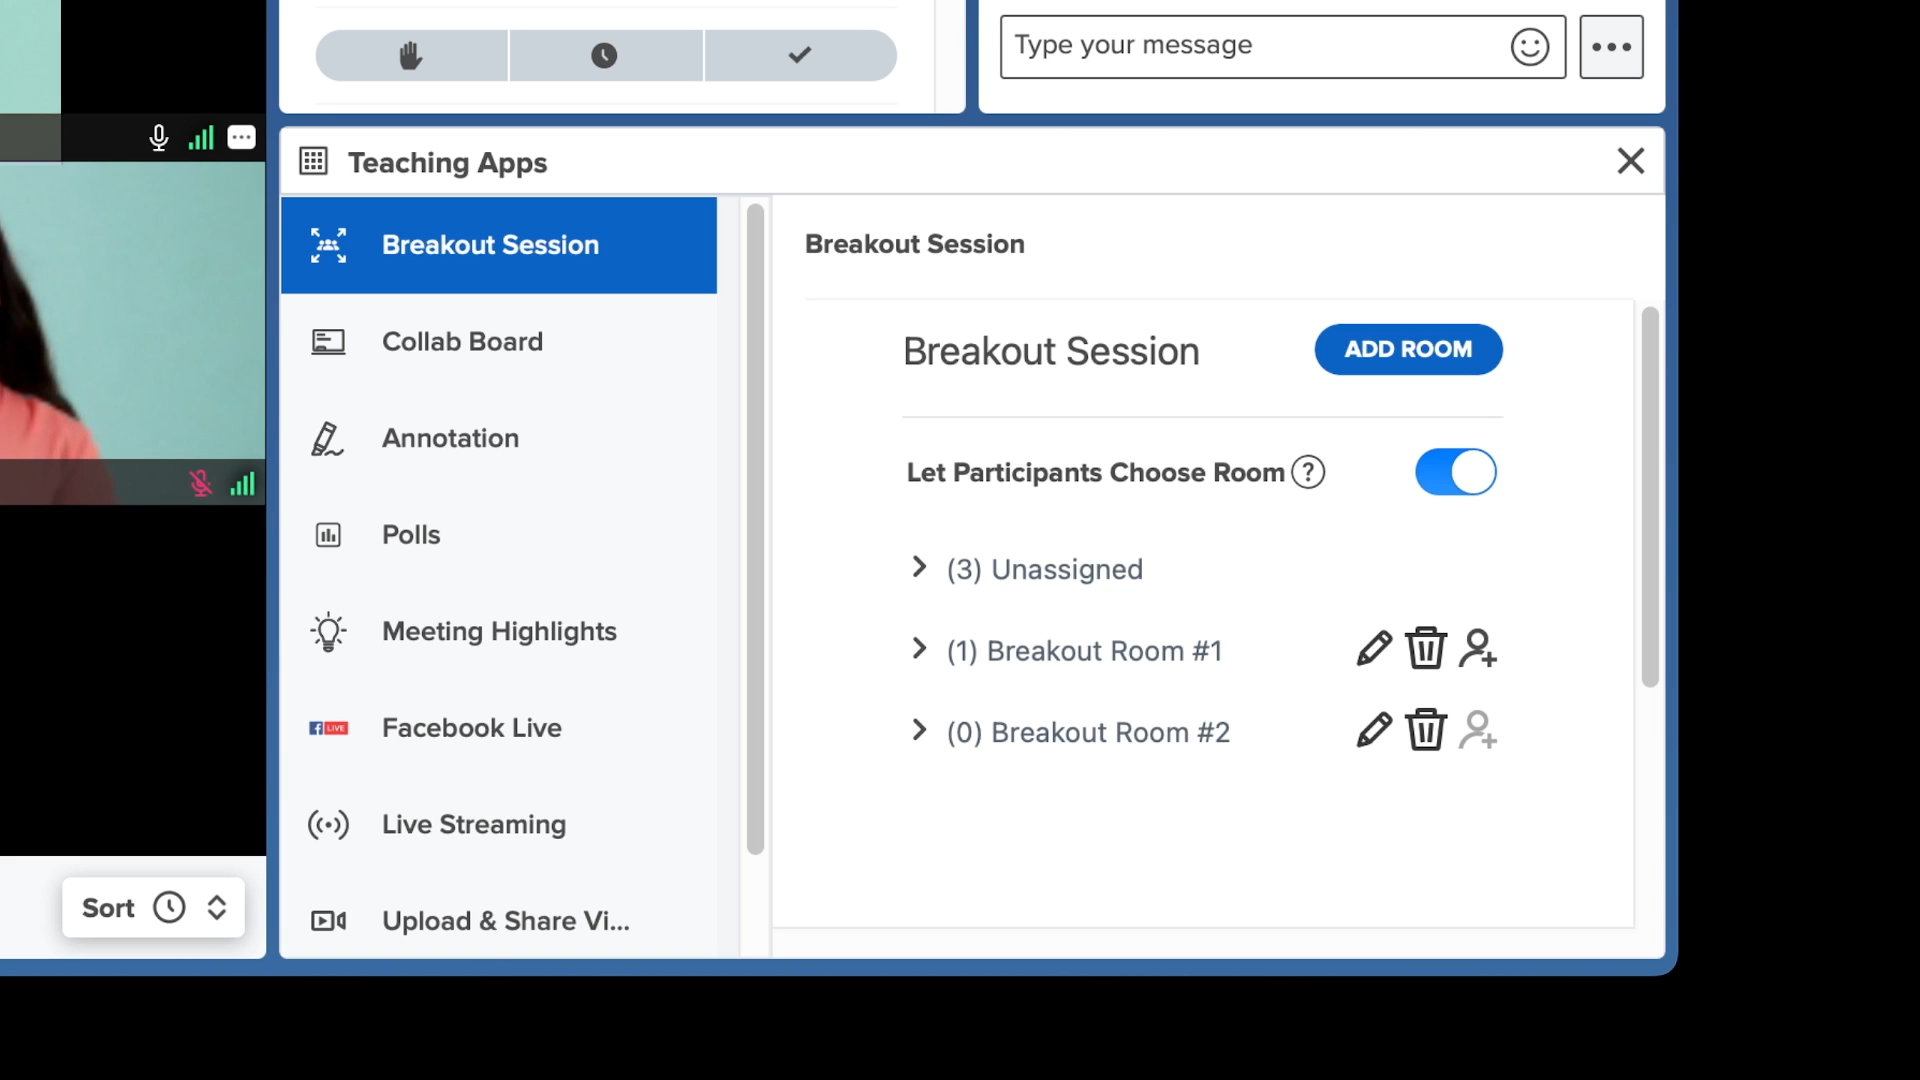 Type your message
Teaching Apps
Breakout Session
Collab Board
Annotation
Polls
Meeting Highlights
LIVE
Facebook Live
Live Streaming
Upload & Share Vi...
Breakout Session
Breakout Session
ADD ROOM
Let Participants Choose Room ?
(3) Unassigned
(1) Breakout Room #1
(0) Breakout Room #2
Sort